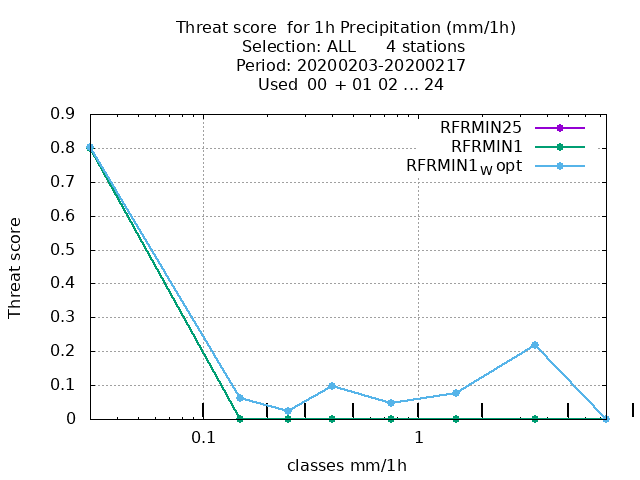 Threat score  for 1h Precipitation (mm/1h)
Selection: ALL      4 stations
Period: 20200203-20200217
Used  00  + 01 02 ... 24
RFRMIN25
RFRMIN1
RFRMIN1W opt
0.9
0.8
0.7
0.6
0.5
0.4
0.3
0.2
0.1
0
Threat score
0.1
1
classes mm/1h